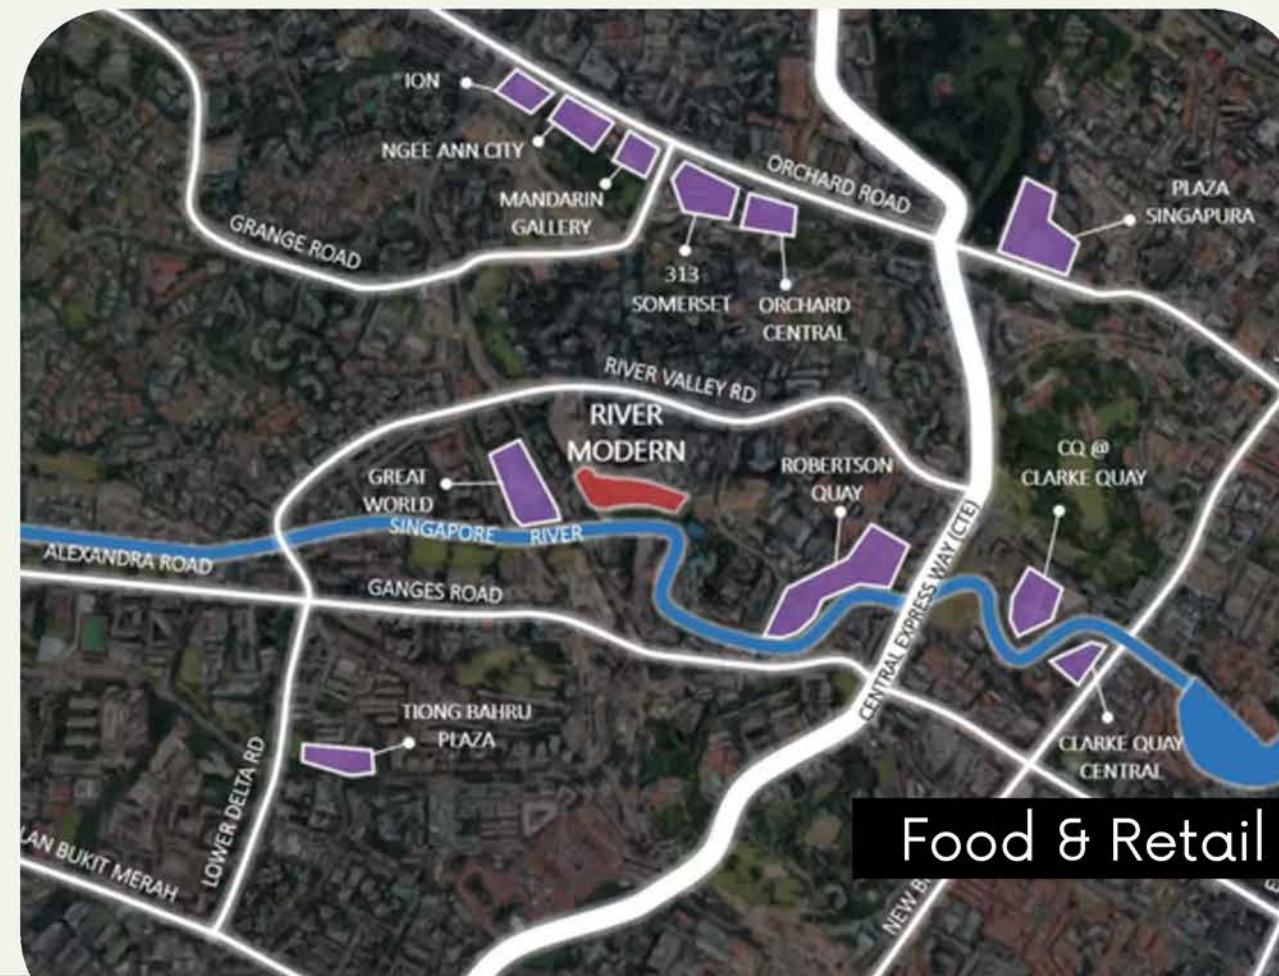 ION
NGEE ANN CITY
MANDARIN
GALLERY
ORCHARD ROAD
PLAZA
SINGAPURA
GRANGE ROAD
313
SOMERSET
ORCHARD
CENTRAL
RIVER VALLEY RD
RIVER
MODERN
GREAT
WORLD
ROBERTSON
QUAY
CQ @
CLARKE QUAY
SINGAPORE RIVER
ALEXANDRA ROAD
GANGES ROAD
CENTRAL EXPRESS WAY (CTE)
TIONG BAHRU
PLAZA
CLARKE QUAY
CENTRAL
LOWER DELTA RD
LAN BUKIT MERAH
Food & Retail
NEW B